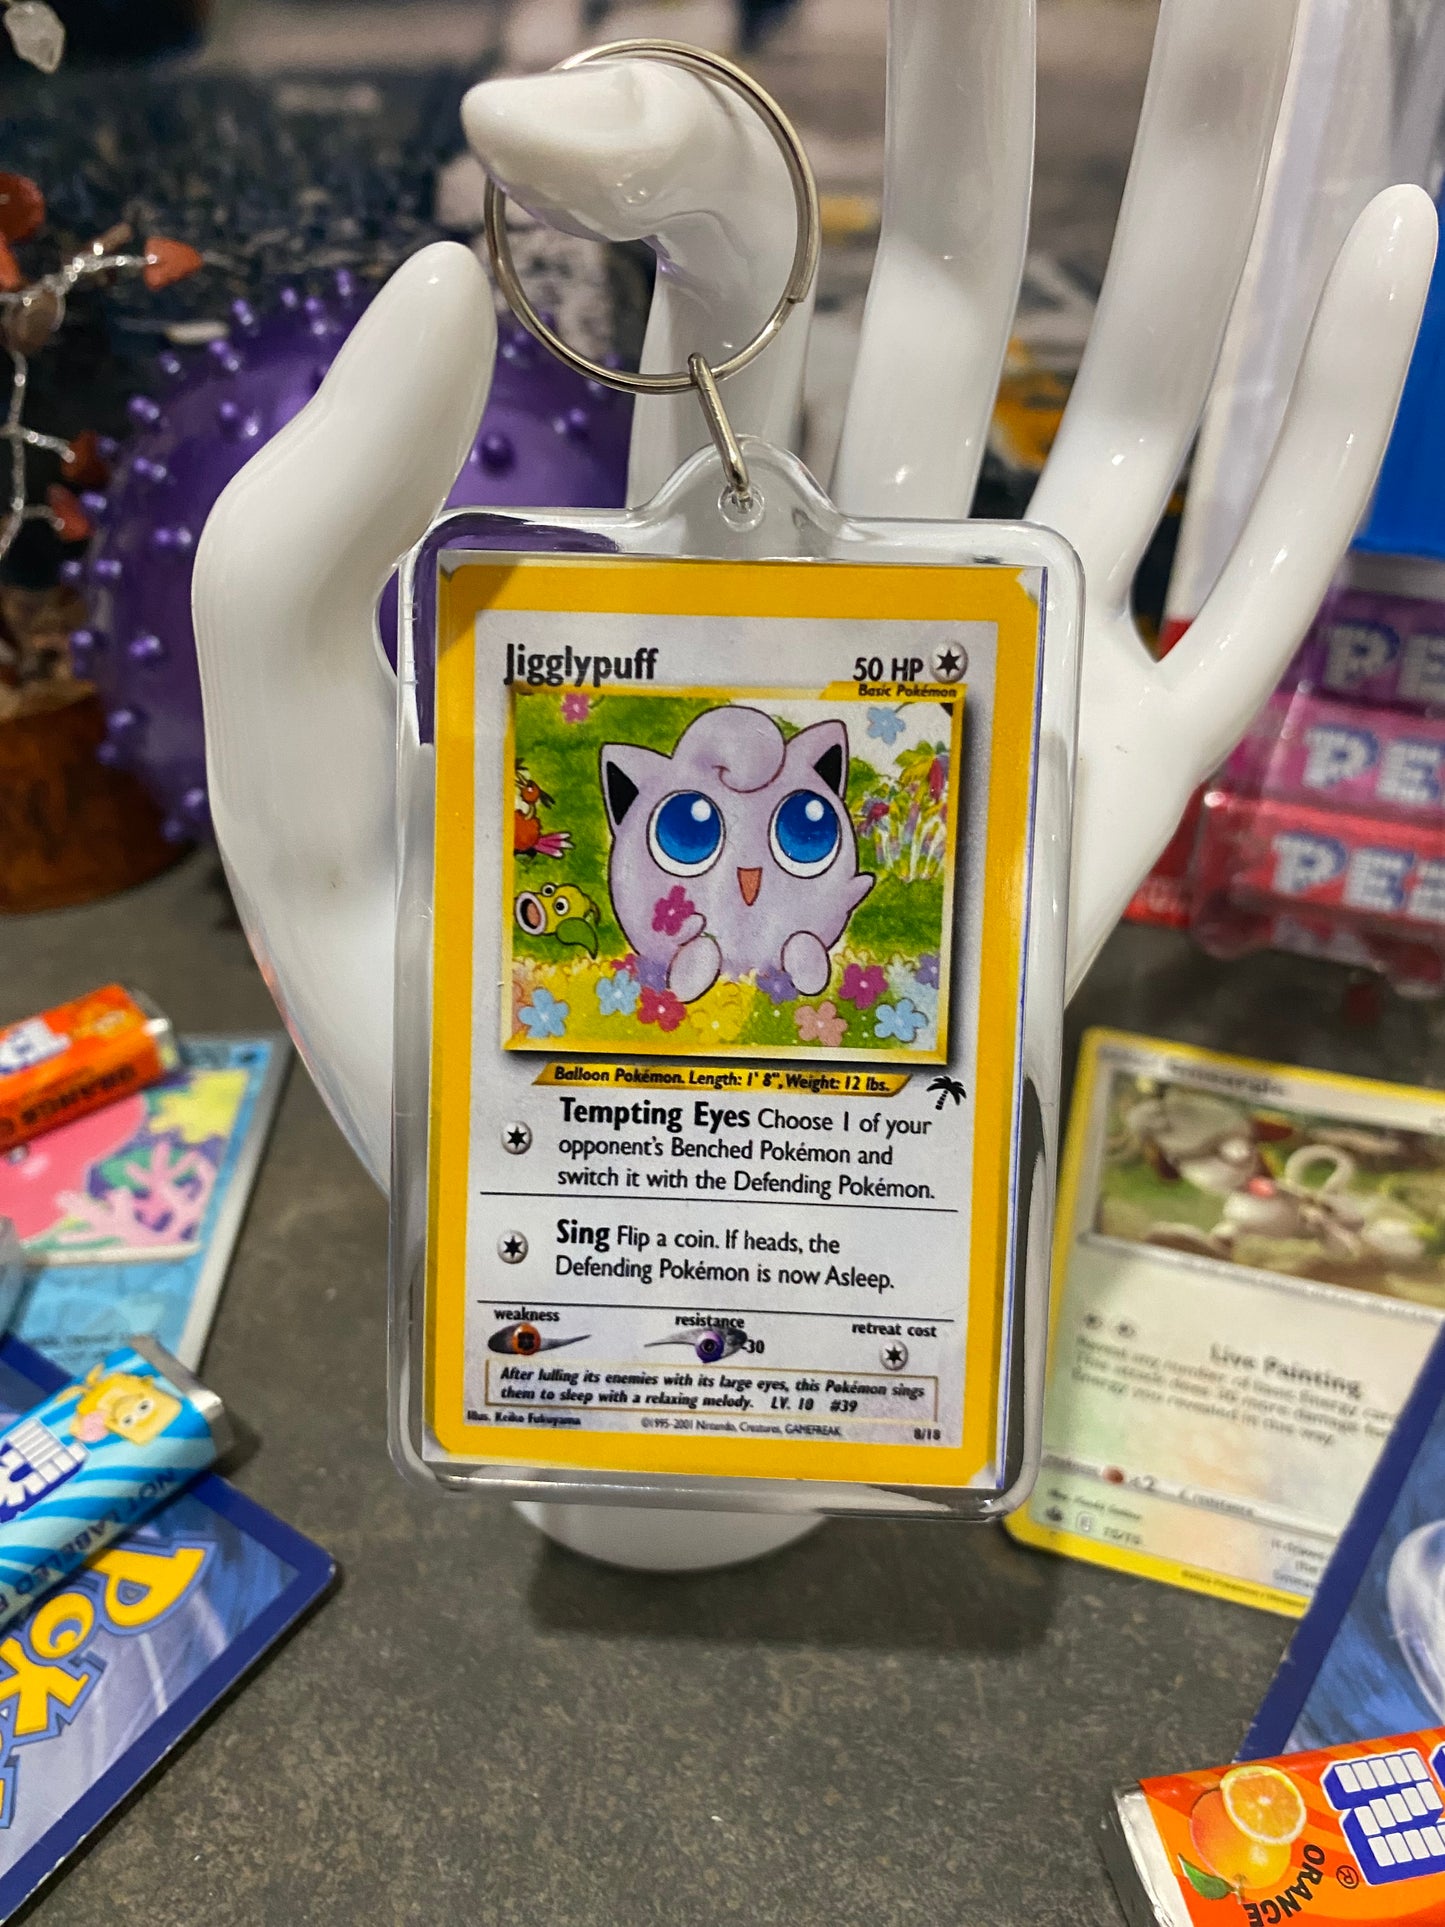 Jigglypuff
50 HP
Basic Pokémon
Balloon Pokémon. Length: 1' 8", Weight: 12 lbs.
Tempting Eyes Choose 1 of your
opponent's Benched Pokémon and
switch it with the Defending Pokémon.
Sing Flip a coin. If heads, the
Defending Pokémon is now Asleep.
weakness
resistance
retreat cost
-30
After lulling its enemies with its large eyes, this Pokémon sings
them to sleep with a relaxing melody. LV. 10 #39
Illus. Keiko Fukuyama
©1995-2001 Nintendo, Creatures, GAMEFREAK.
8/18
Live Painting
x2
ORANGE
ORANGE
®